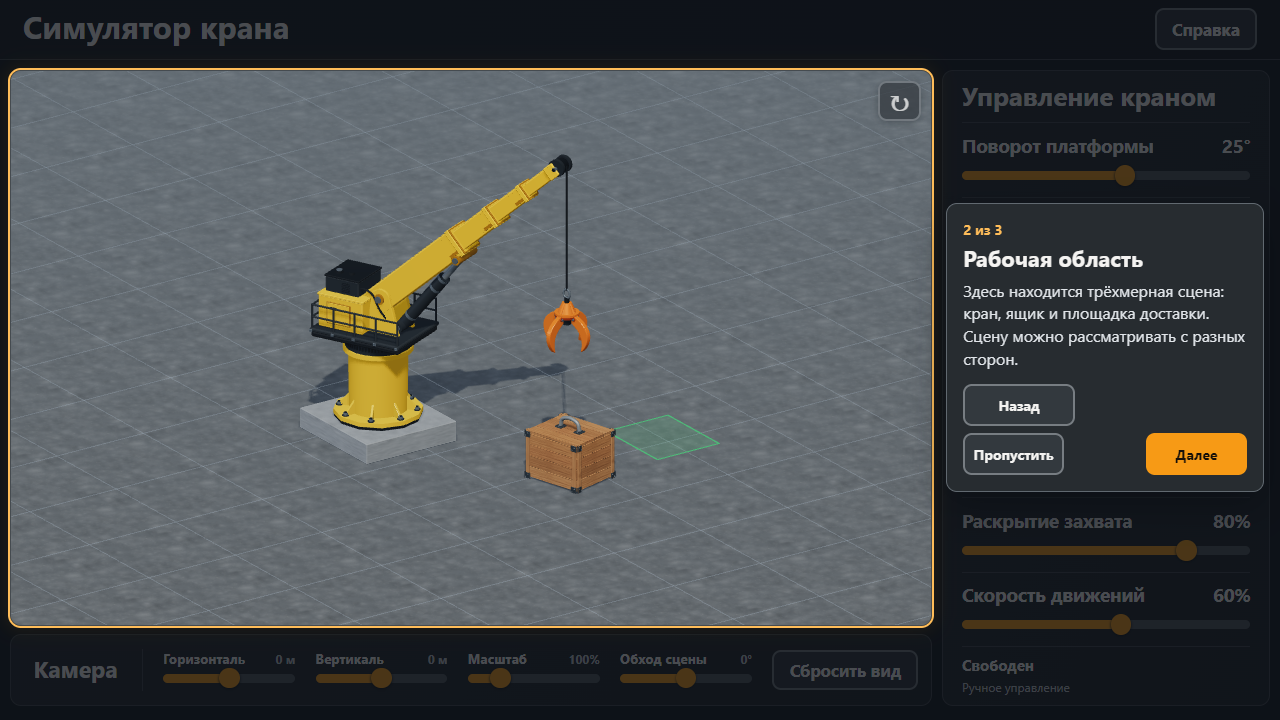 Симулятор крана
Справка
↻
Управление краном
Поворот платформы 25°
2 из 3
Рабочая область
Здесь находится трёхмерная сцена:
кран, ящик и площадка доставки.
Сцену можно рассматривать с разных
сторон.
Назад
Пропустить
Далее
Раскрытие захвата 80%
Скорость движений 60%
Свободен
Ручное управление
Камера
Горизонталь 0 м
Вертикаль 0 м
Масштаб 100%
Обход сцены 0°
Сбросить вид